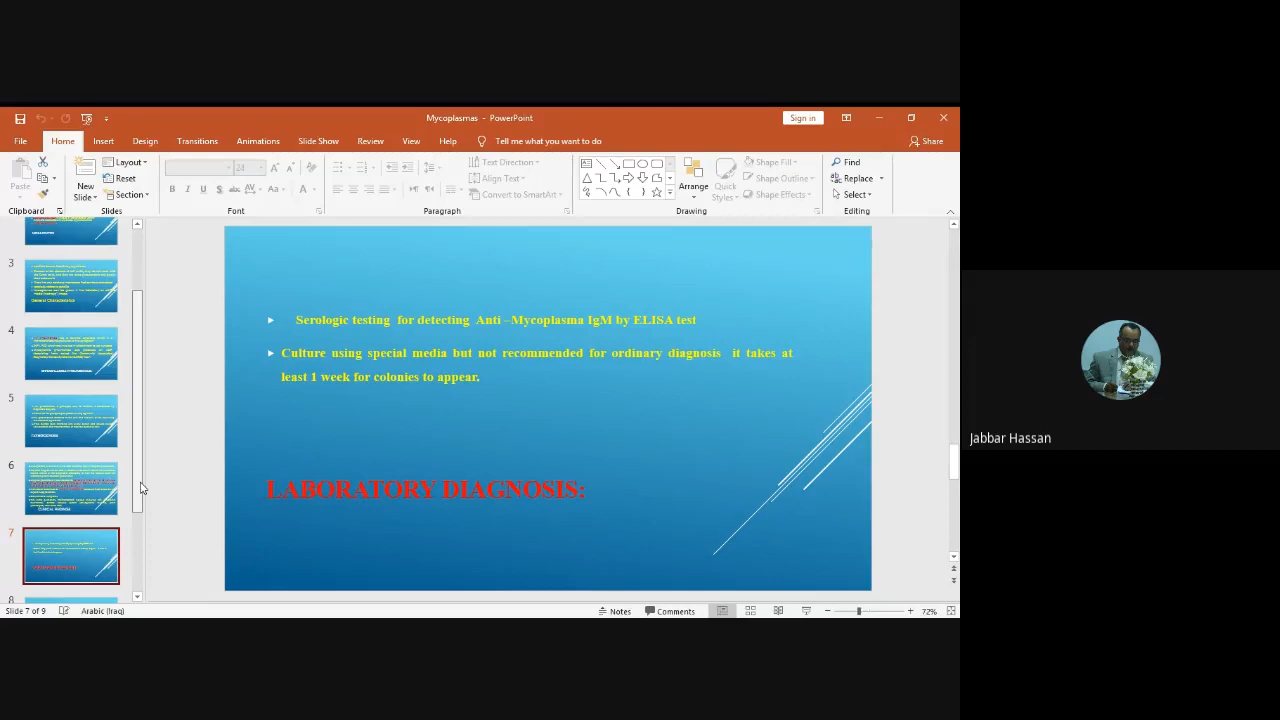 Mycoplasmas - PowerPoint
Sign in
File Home Insert Design Transitions Animations Slide Show Review View Help Tell me what you want to do Share
Paste
New Slide
Layout
Reset
Section
24
Text Direction
Align Text
Convert to SmartArt
Arrange
Quick Styles
Shape Fill
Shape Outline
Shape Effects
Find
Replace
Select
Clipboard Slides Font Paragraph Drawing Editing
3
4
5
6
7
8
Serologic testing for detecting Anti –Mycoplasma IgM by ELISA test
Culture using special media but not recommended for ordinary diagnosis it takes at
least 1 week for colonies to appear.
LABORATORY DIAGNOSIS:
Jabbar Hassan
Slide 7 of 9 Arabic (Iraq) Notes Comments 72%